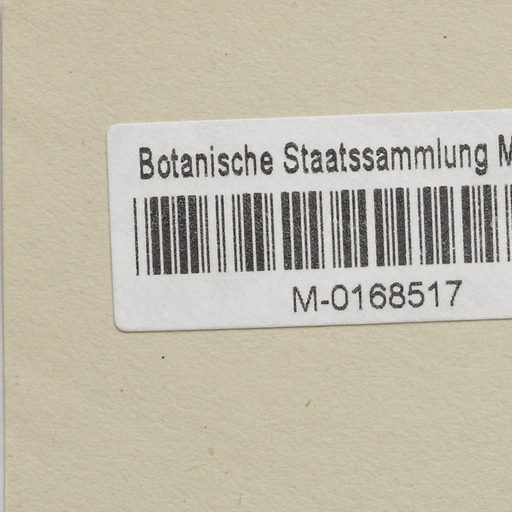 Botanische Staatssammlung M
M-0168517